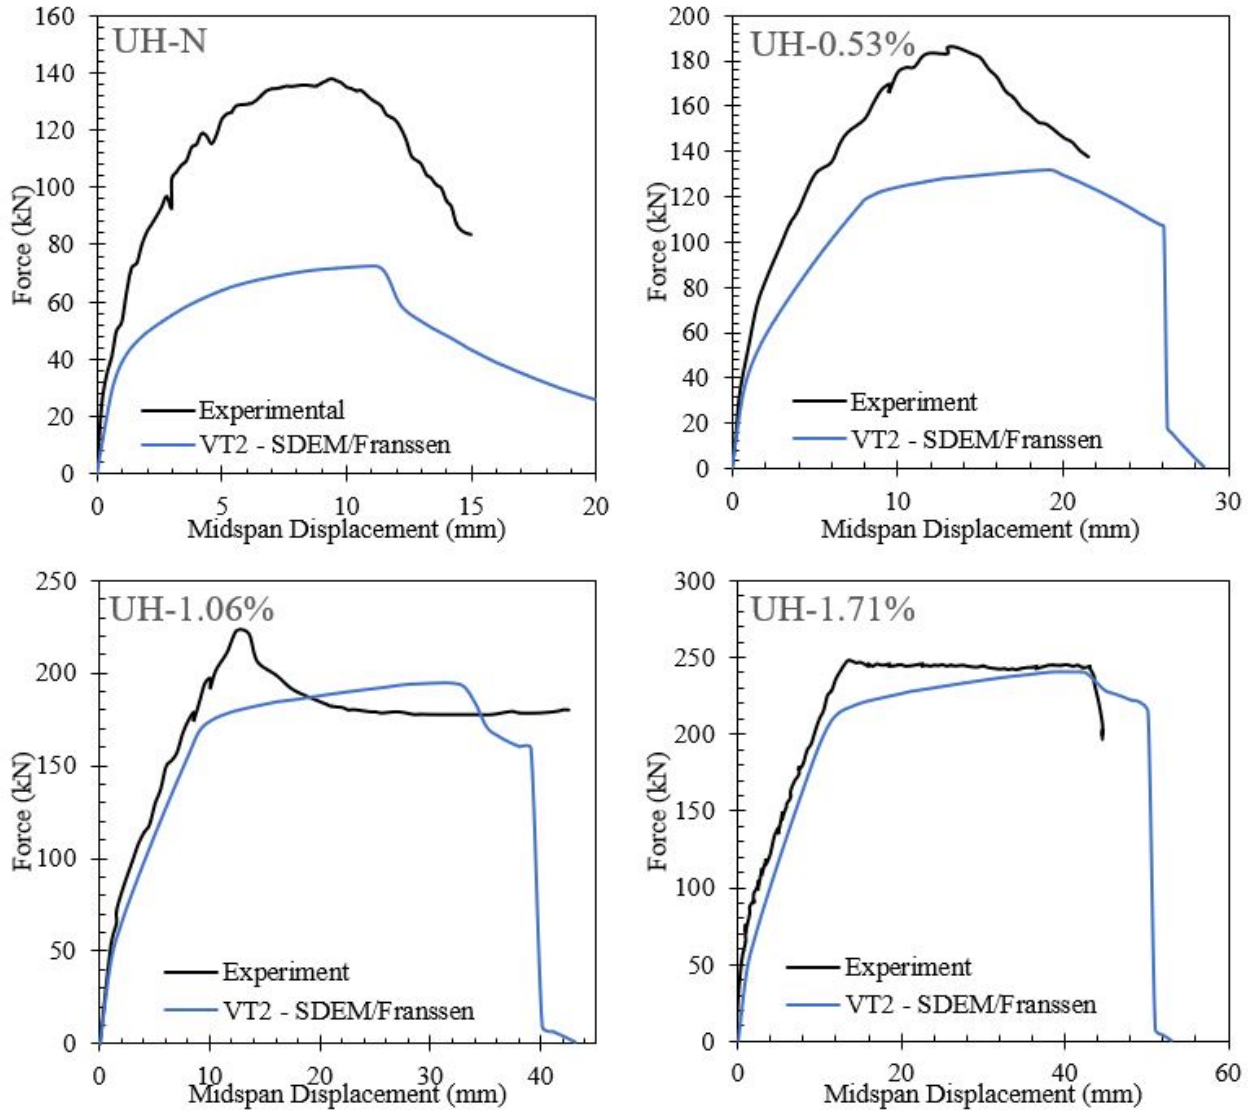 UH-N
160
140
120
100
80
60
40
20
0
Force (kN)
Experimental
VT2 - SDEM/Franssen
0 5 10 15 20
Midspan Displacement (mm)
UH-0.53%
200
180
160
140
120
100
80
60
40
20
0
Force (kN)
Experiment
VT2 - SDEM/Franssen
0 10 20 30
Midspan Displacement (mm)
UH-1.06%
250
200
150
100
50
0
Force (kN)
Experiment
VT2 - SDEM/Franssen
0 10 20 30 40
Midspan Displacement (mm)
UH-1.71%
300
250
200
150
100
50
0
Force (kN)
Experiment
VT2 - SDEM/Franssen
0 20 40 60
Midspan Displacement (mm)